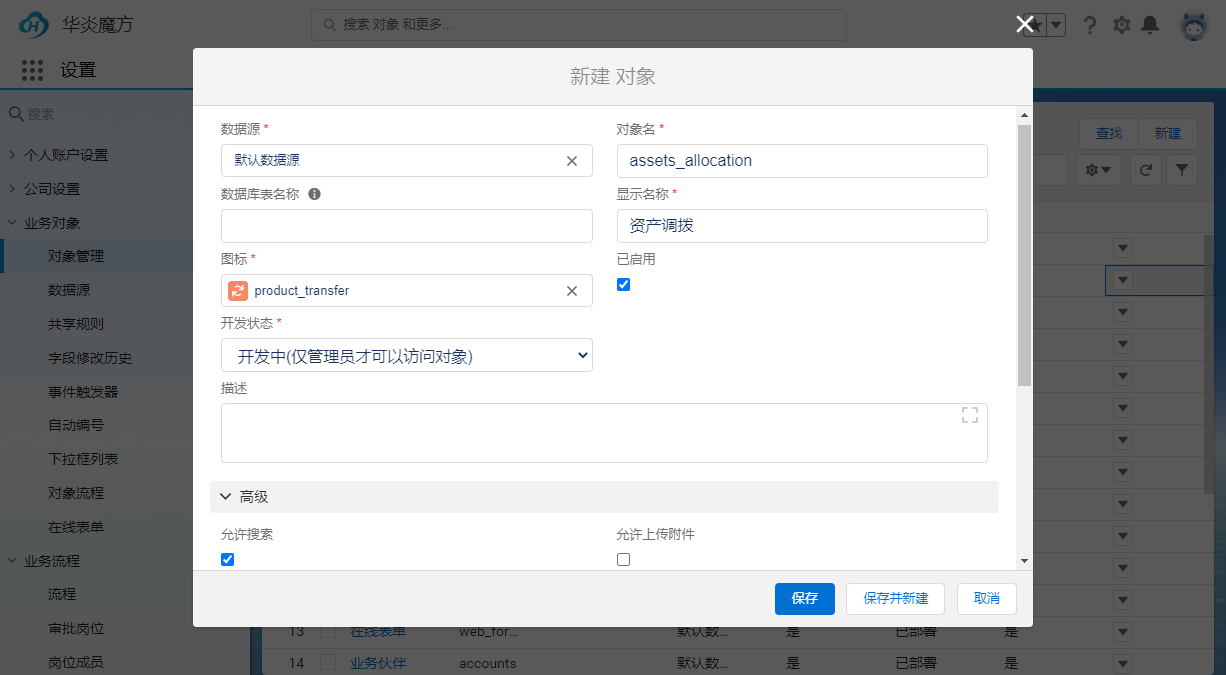 华炎魔方
搜索 对象 和更多...
设置
搜索
个人账户设置
公司设置
业务对象
对象管理
数据源
共享规则
字段修改历史
事件触发器
自动编号
下拉框列表
对象流程
在线表单
业务流程
流程
审批岗位
岗位成员
查找 新建
新建 对象
数据源 * 对象名 *
默认数据源 assets_allocation
数据库表名称 显示名称 *
资产调拨
图标 * 已启用
product_transfer
开发状态 *
开发中(仅管理员才可以访问对象)
描述
高级
允许搜索 允许上传附件
保存 保存并新建 取消
13 在线表单 web_for... 默认数... 是 已部署 是
14 业务伙伴 accounts 默认数... 是 已部署 是